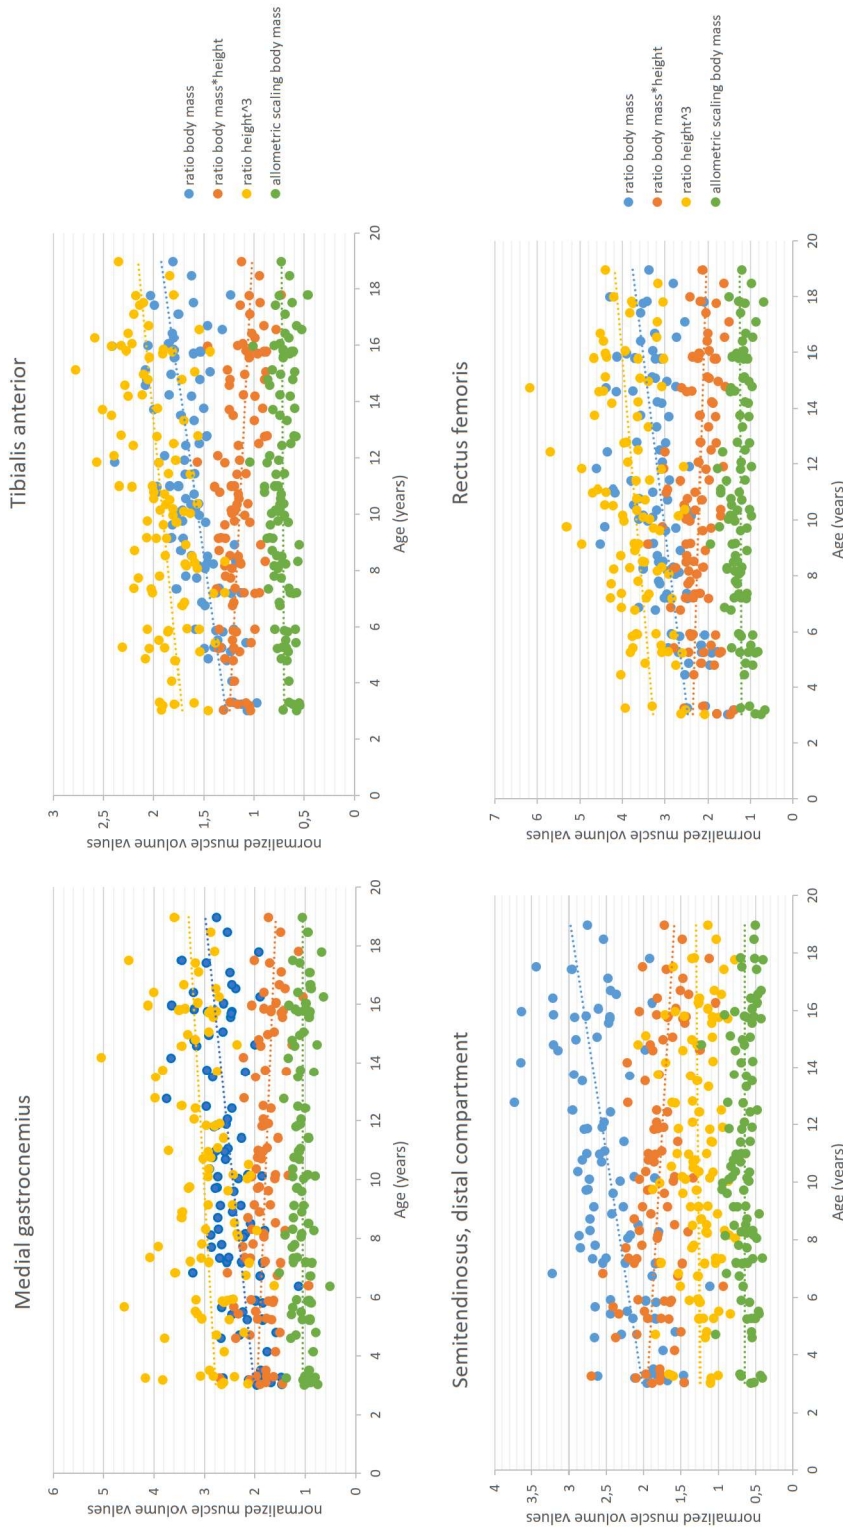 Medial gastrocnemius
normalized muscle volume values
6
5
4
3
2
1
0
0 2 4 6 8 10 12 14 16 18 20
Age (years)
Tibialis anterior
normalized muscle volume values
3
2,5
2
1,5
1
0,5
0
0 2 4 6 8 10 12 14 16 18 20
Age (years)
ratio body mass
ratio body mass*height
ratio height^3
allometric scaling body mass
Semitendinosus, distal compartment
normalized muscle volume values
4
3,5
3
2,5
2
1,5
1
0,5
0
0 2 4 6 8 10 12 14 16 18 20
Age (years)
Rectus femoris
normalized muscle volume values
7
6
5
4
3
2
1
0
0 2 4 6 8 10 12 14 16 18 20
Age (years)
ratio body mass
ratio body mass*height
ratio height^3
allometric scaling body mass